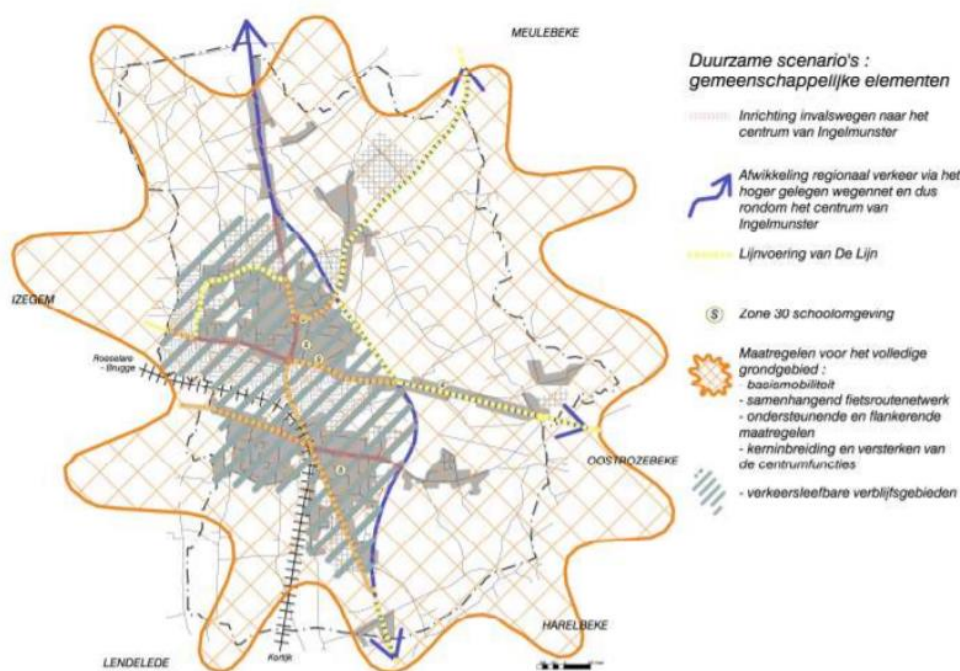 MEULEBEKE
IZEGEM
Roeselare
- Brugge
S
S
S
S
OOSTROZEBEKE
HARELBEKE
LENDELEDE
Kortijk
Duurzame scenario's :
gemeenschappelijke elementen
Inrichting invalswegen naar het
centrum van Ingelmunster
Afwikkeling regionaal verkeer via het
hoger gelegen wegennet en dus
rondom het centrum van
Ingelmunster
Lijnvoering van De Lijn
S
Zone 30 schoolomgeving
Maatregelen voor het volledige
grondgebied :
- basismobiliteit
- samenhangend fietsroutenetwerk
- ondersteunende en flankerende
maatregelen
- kerninbreiding en versterken van
de centrumfuncties
- verkeersleefbare verblijfsgebieden